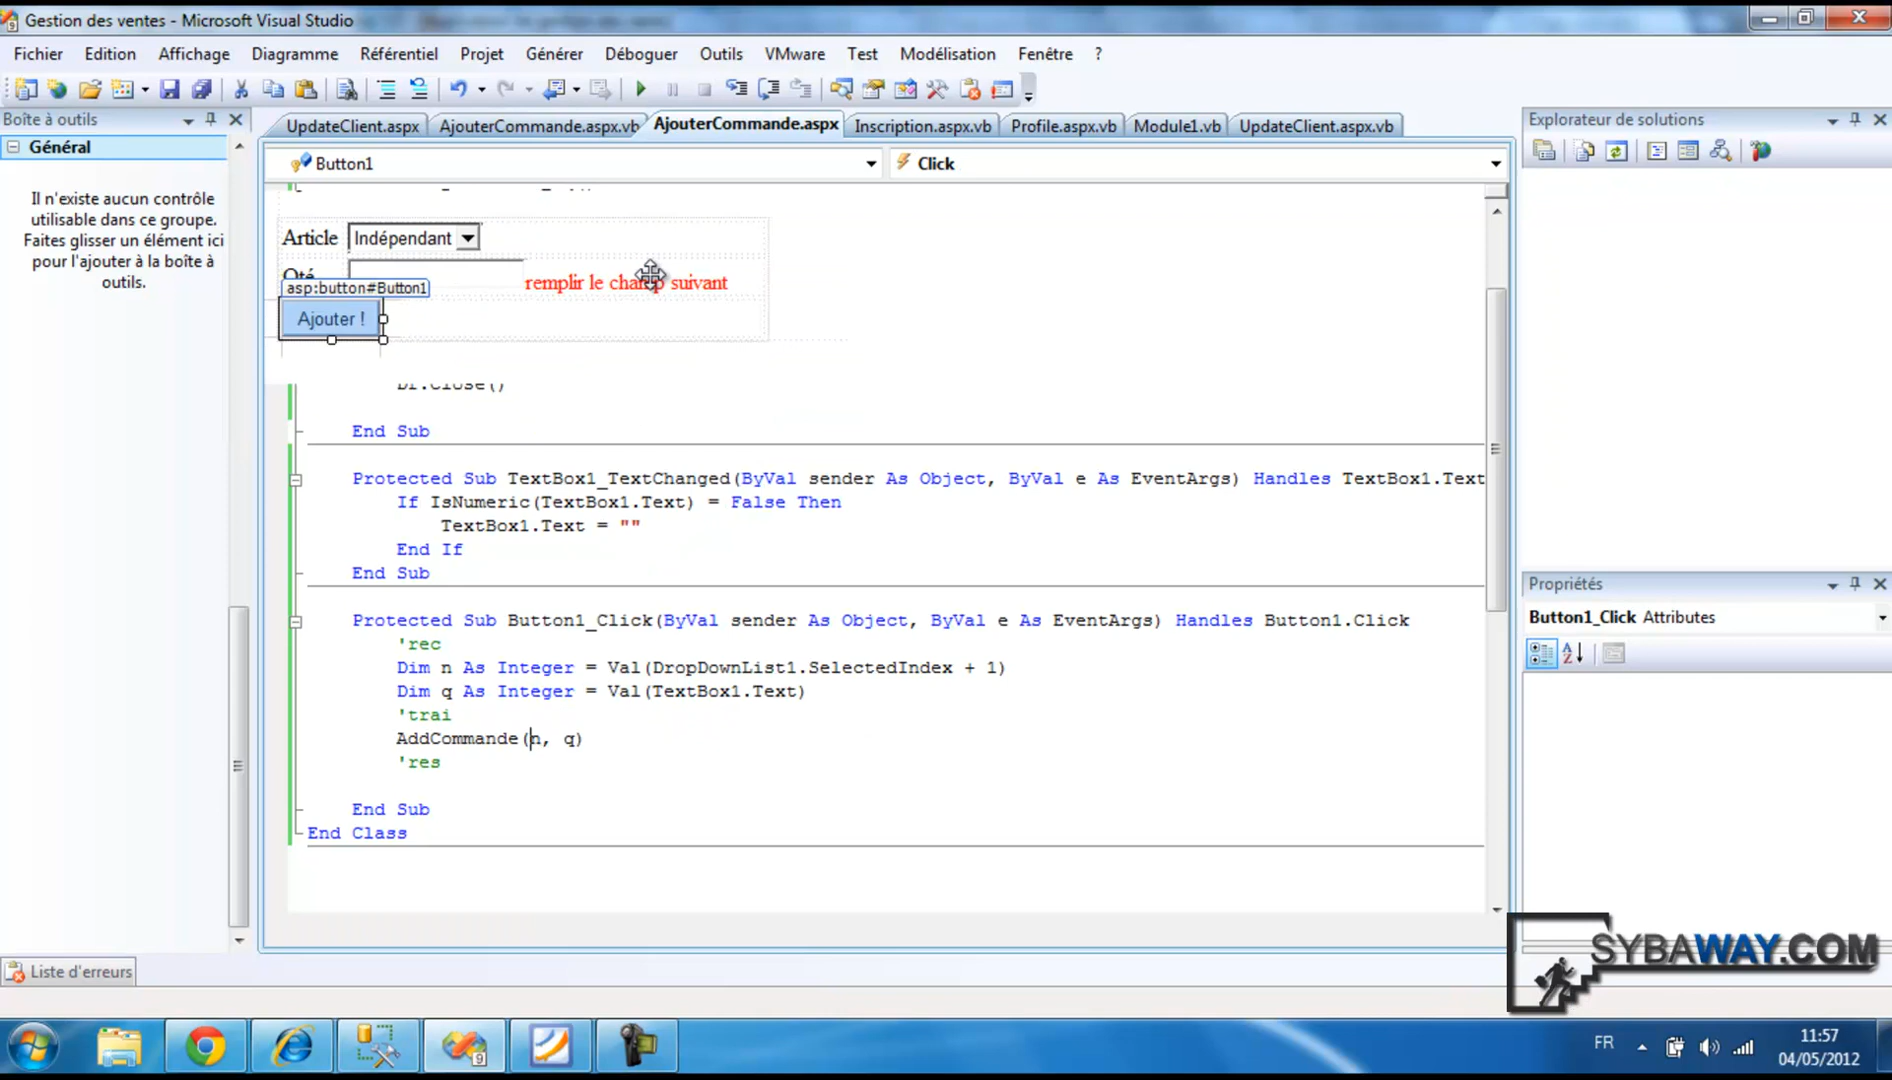 Gestion des ventes - Microsoft Visual Studio
Fichier Edition Affichage Diagramme Référentiel Projet Générer Déboguer Outils VMware Test Modélisation Fenêtre ?
Boîte à outils
Général
Il n'existe aucun contrôle
utilisable dans ce groupe.
Faites glisser un élément ici
pour l'ajouter à la boîte à
outils.
UpdateClient.aspx AjouterCommande.aspx.vb AjouterCommande.aspx Inscription.aspx.vb Profile.aspx.vb Module1.vb UpdateClient.aspx.vb
Button1 Click
Article Indépendant
Qté
remplir le champ suivant
asp:button#Button1
Ajouter !
Dr.Close()
End Sub
Protected Sub TextBox1_TextChanged(ByVal sender As Object, ByVal e As EventArgs) Handles TextBox1.Text
If IsNumeric(TextBox1.Text) = False Then
TextBox1.Text = ""
End If
End Sub
Protected Sub Button1_Click(ByVal sender As Object, ByVal e As EventArgs) Handles Button1.Click
'rec
Dim n As Integer = Val(DropDownList1.SelectedIndex + 1)
Dim q As Integer = Val(TextBox1.Text)
'trai
AddCommande(n, q)
'res
End Sub
End Class
Explorateur de solutions
Propriétés
Button1_Click Attributes
Liste d'erreurs
SYBAWAY.COM
FR
11:57
04/05/2012